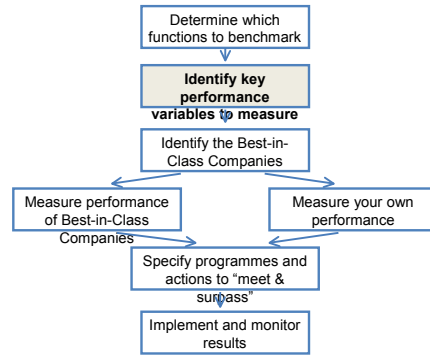 Determine which
functions to benchmark
Identify key
performance
variables to measure
Identify the Best-in-
Class Companies
Measure performance
of Best-in-Class
Companies
Measure your own
performance
Specify programmes and
actions to “meet &
surpass”
Implement and monitor
results